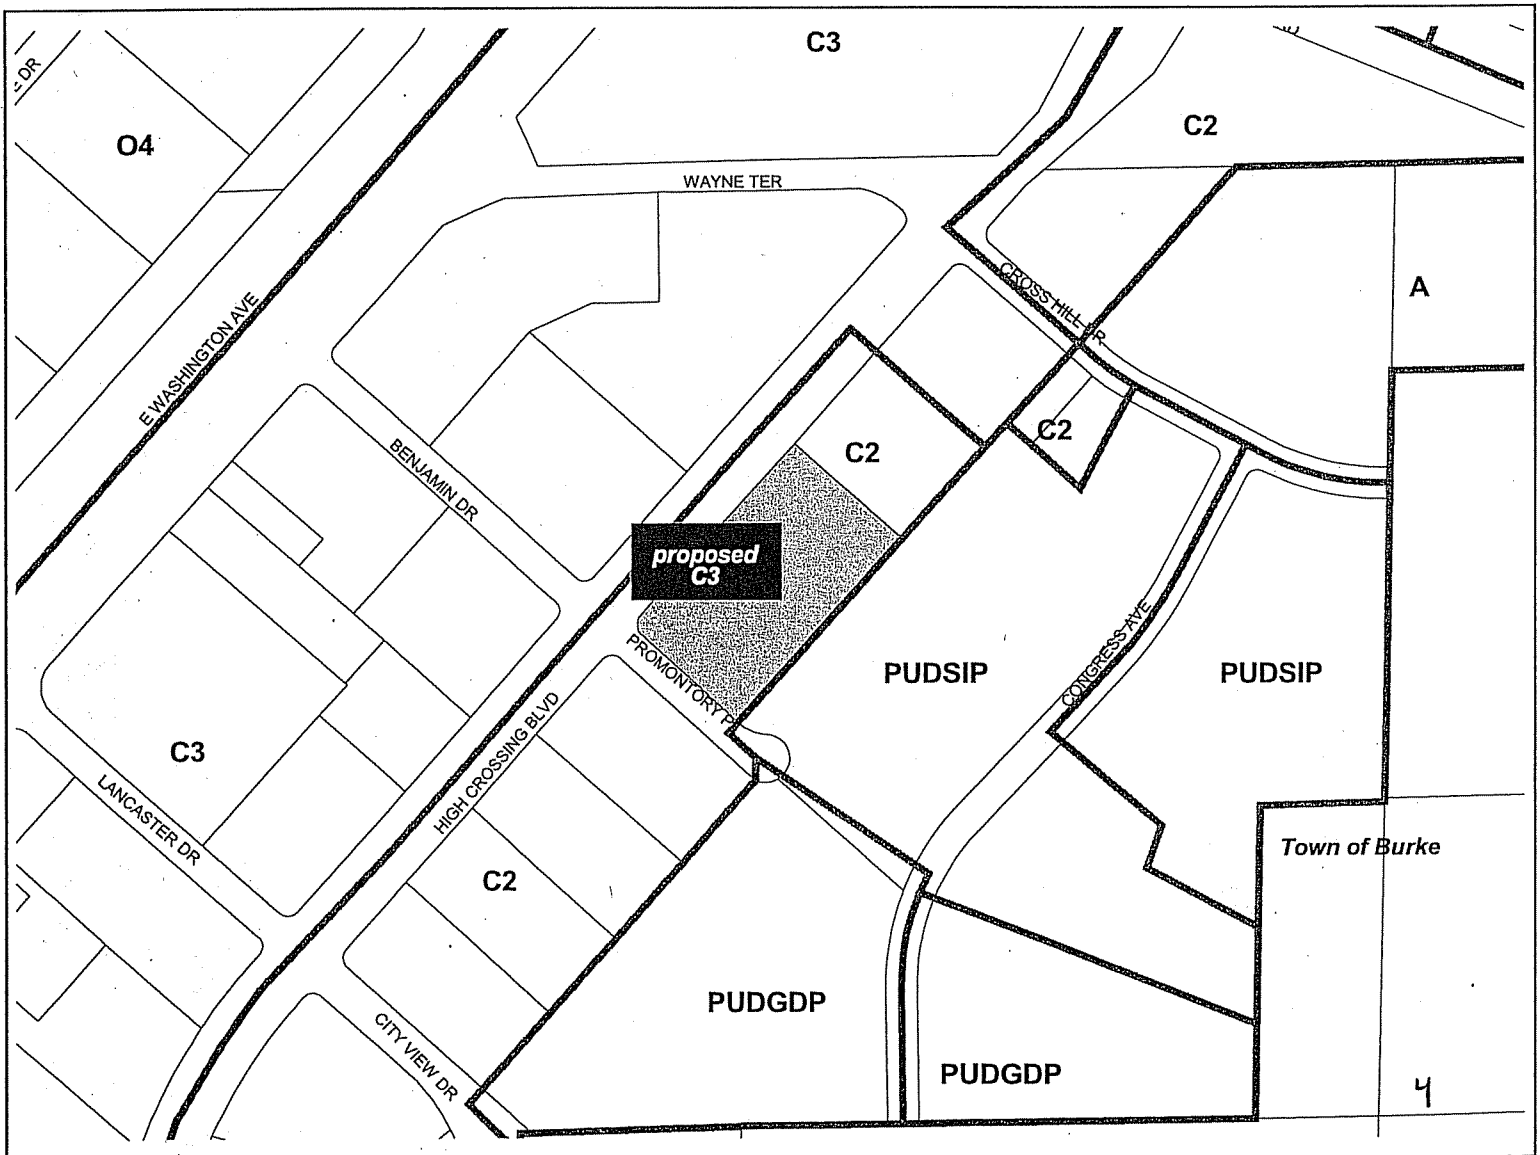 C3
C2
O4
WAYNE TER
E WASHINGTON AVE
CROSS HILL DR
A
BENJAMIN DR
C2
C2
proposed
C3
PROMONTORY P
PUDSIP
PUDSIP
CONGRESS AVE
HIGH CROSSING BLVD
C3
LANCASTER DR
C2
Town of Burke
PUDGDP
CITY VIEW DR
PUDGDP
4